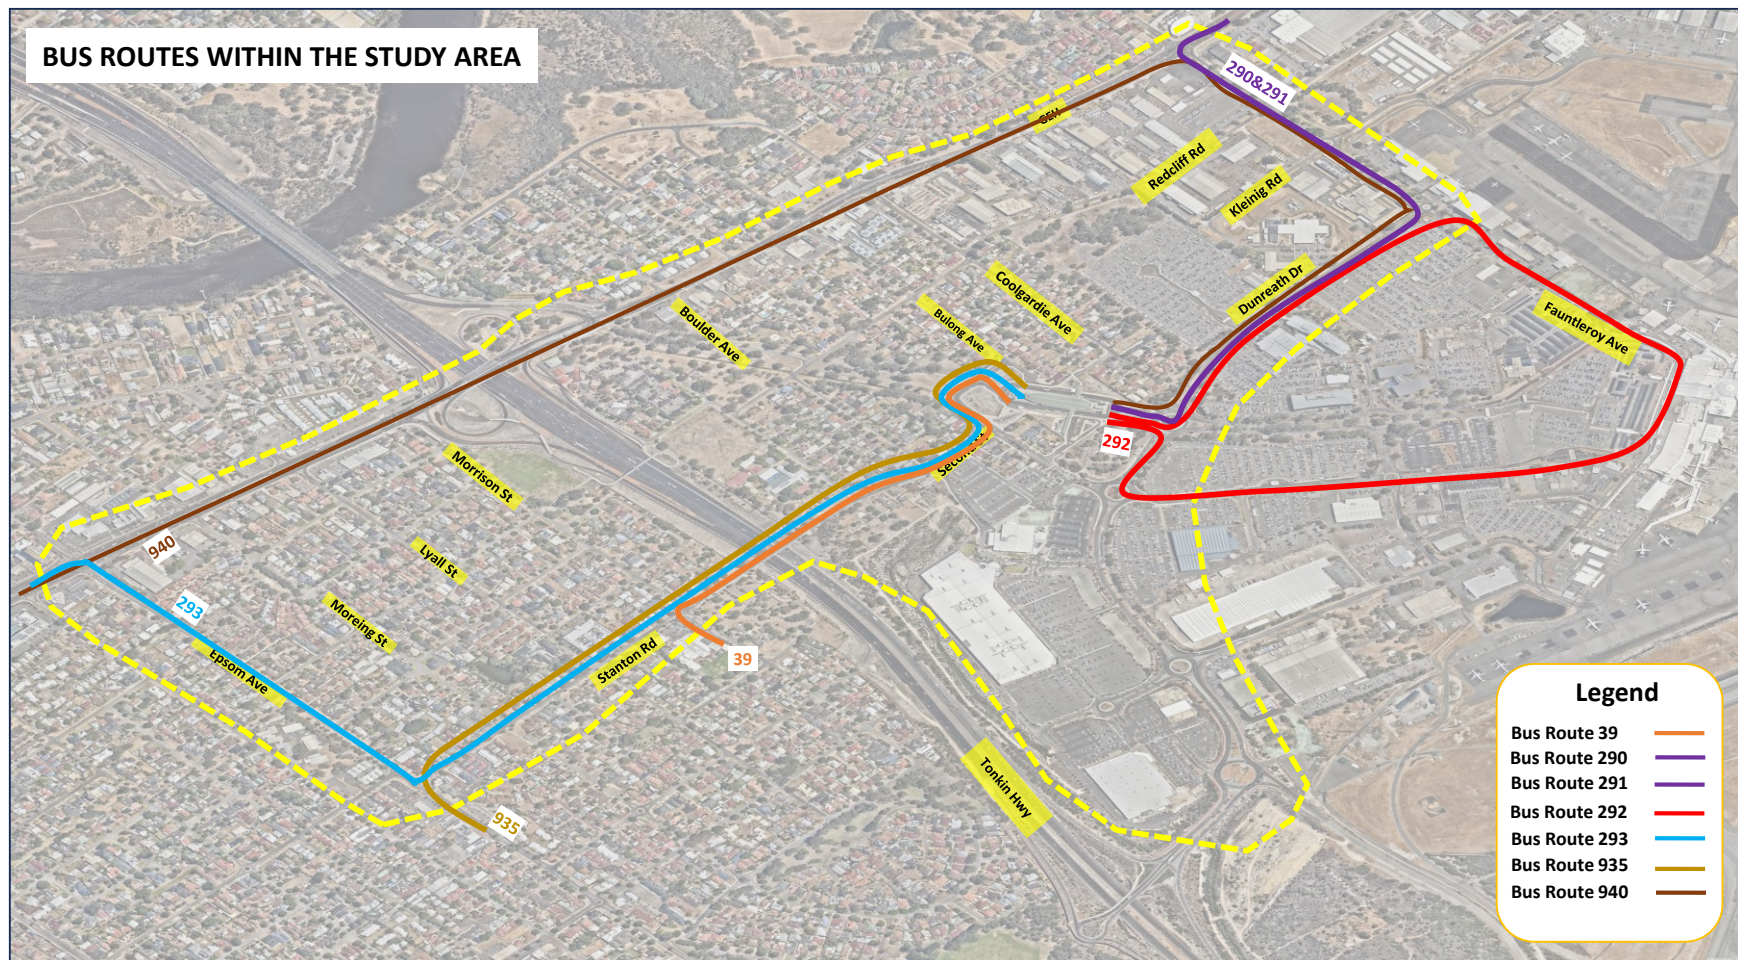 BUS ROUTES WITHIN THE STUDY AREA
290&291
GEH
Redcliff Rd
Kleinig Rd
Coolgardie Ave
Dunreath Dr
Boulder Ave
Bulong Ave
Fauntleroy Ave
292
Morrison St
940
Lyall St
293
Moreing St
Epsom Ave
Stanton Rd
39
935
Tonkin Hwy
Legend
Bus Route 39
Bus Route 290
Bus Route 291
Bus Route 292
Bus Route 293
Bus Route 935
Bus Route 940